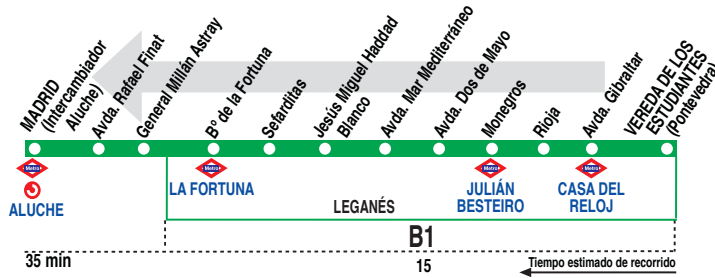 MADRID
(Intercambiador
Aluche)
Avda. Rafael Finat
General Millán Astray
Bº de la Fortuna
Sefarditas
Jesús Miguel Haddad
Blanco
Avda. Mar Mediterráneo
Avda. Dos de Mayo
Monegros
Rioja
Avda. Gibraltar
VEREDA DE LOS
ESTUDIANTES
(Pontevedra)
Metro
Metro
Metro
Metro
ALUCHE
LA FORTUNA
LEGANÉS
JULIÁN
BESTEIRO
CASA DEL
RELOJ
B1
35 min
15
Tiempo estimado de recorrido